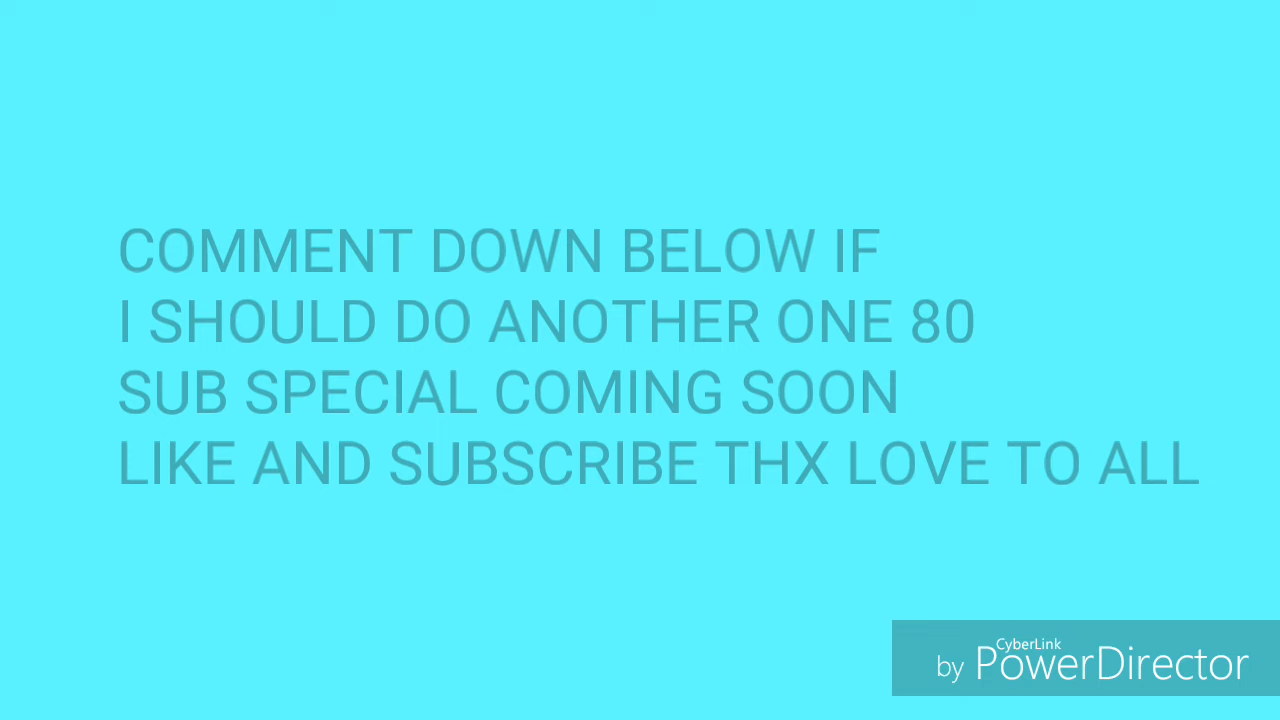 COMMENT DOWN BELOW IF
I SHOULD DO ANOTHER ONE 80
SUB SPECIAL COMING SOON
LIKE AND SUBSCRIBE THX LOVE TO ALL
CyberLink
by PowerDirector